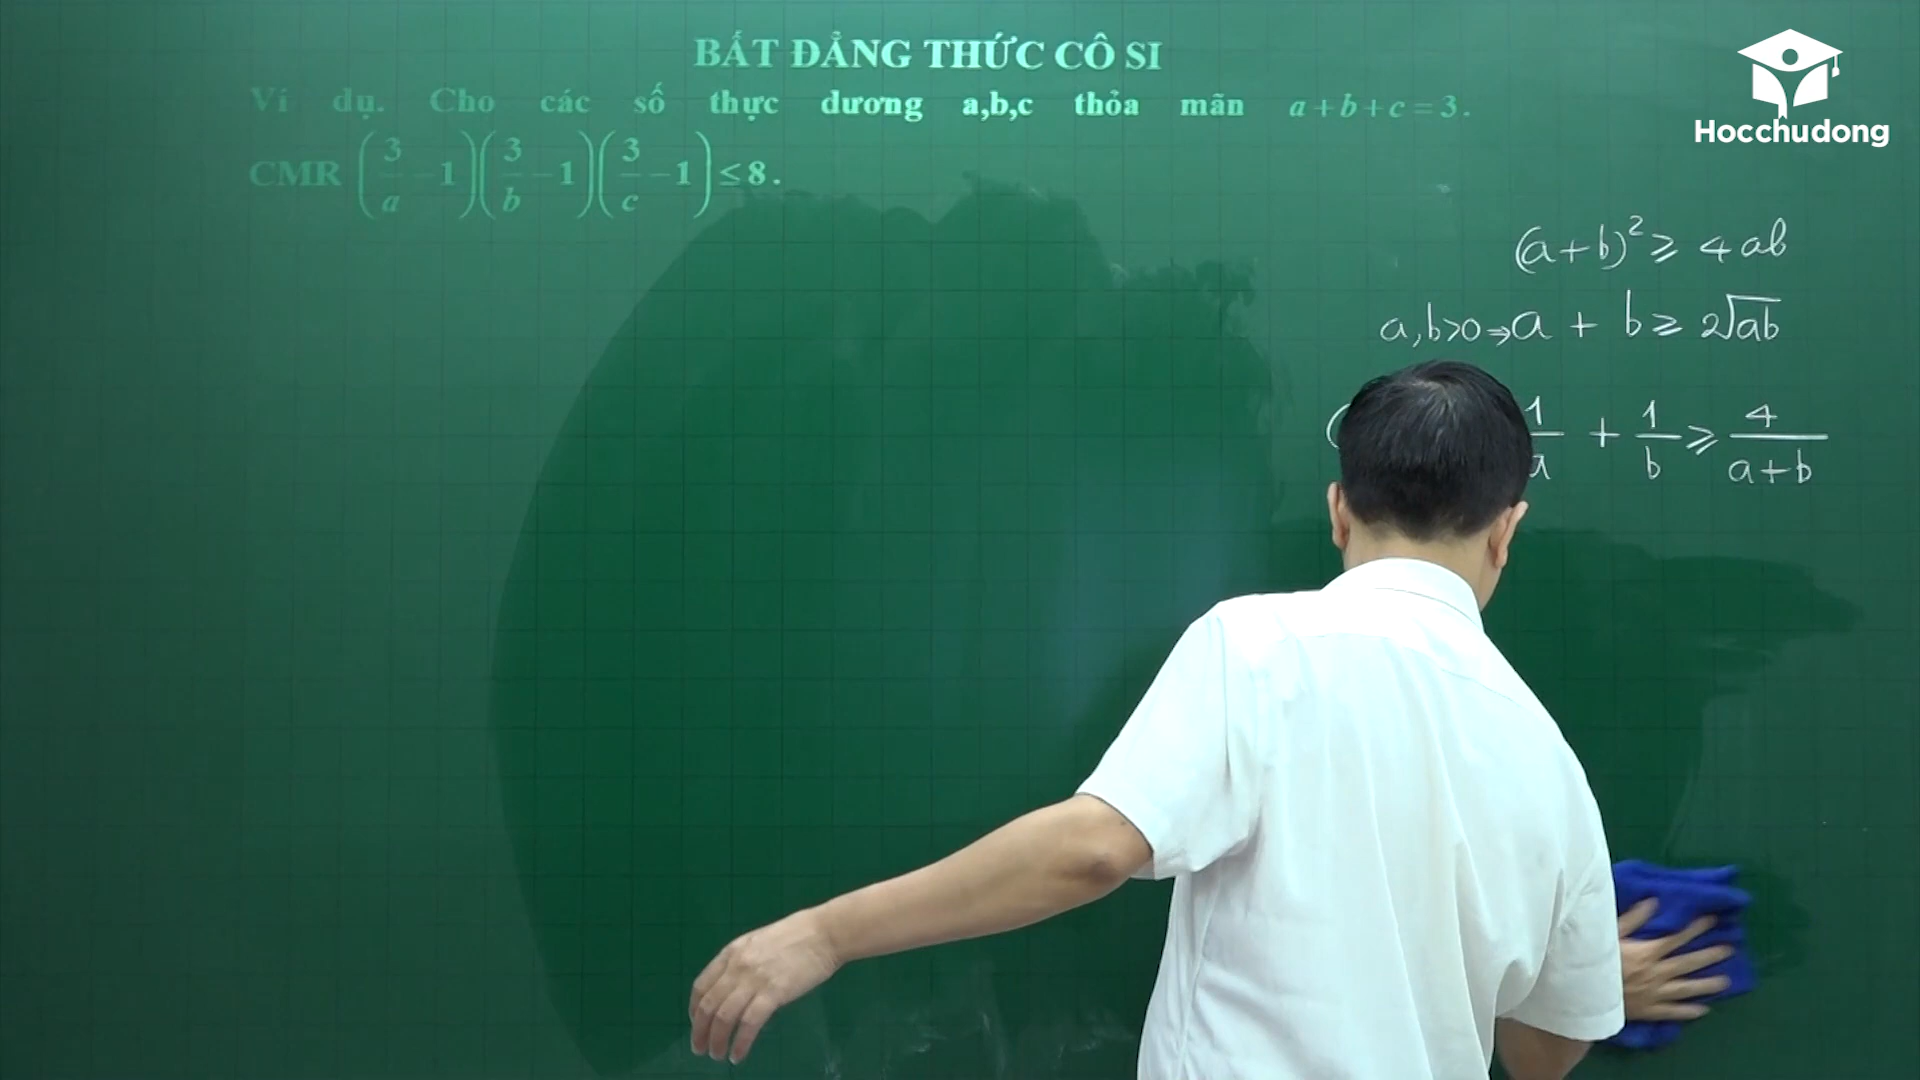 BẤT ĐẲNG THỨC CÔ SI
Ví dụ. Cho các số thực dương a,b,c thỏa mãn a+b+c=3.
CMR (3/a −1)(3/b −1)(3/c −1) ≤ 8.
Hocchudong
(a+b)² ≥ 4ab
a,b>0 ⇒ a + b ≥ 2√ab
1/a + 1/b ≥ 4/(a+b)